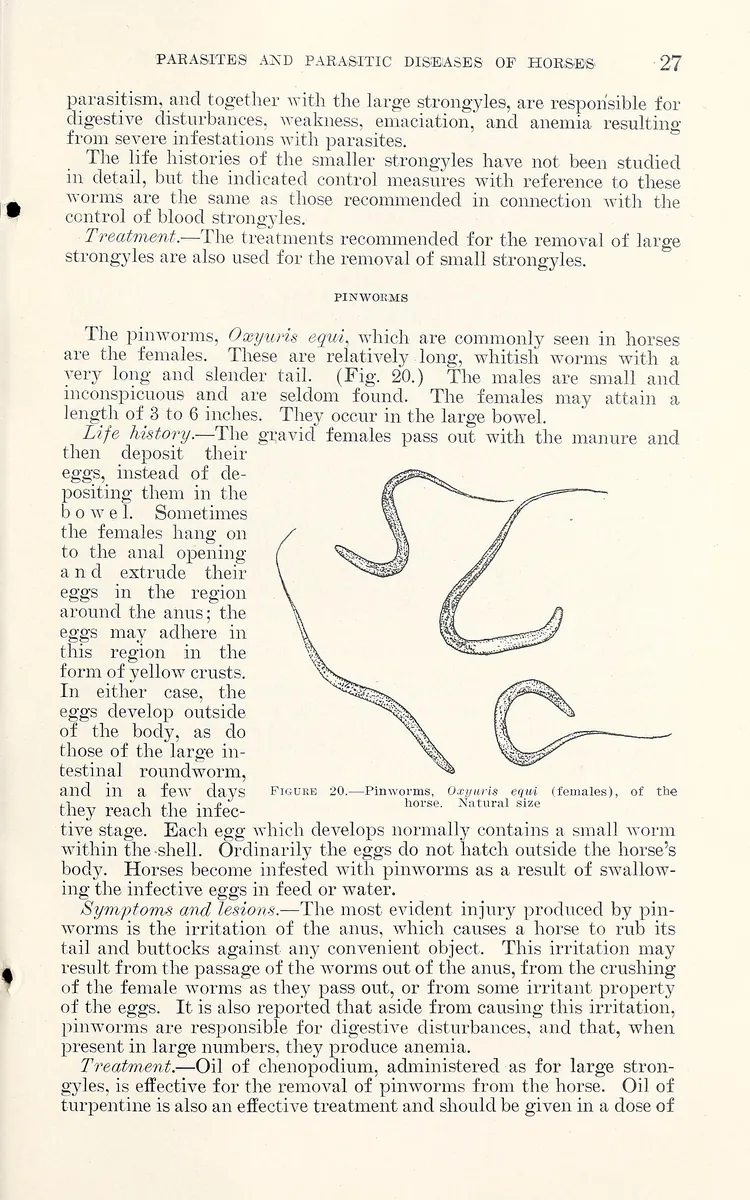 PARASITES AND PARASITIC DISEASES OF HORSES 27
parasitism, and together with the large strongyles, are responsible for
digestive disturbances, weakness, emaciation, and anemia resulting
from severe infestations with parasites.
The life histories of the smaller strongyles have not been studied
in detail, but the indicated control measures with reference to these
worms are the same as those recommended in connection with the
control of blood strongyles.
Treatment.—The treatments recommended for the removal of large
strongyles are also used for the removal of small strongyles.
PINWORMS
The pinworms, Oxyuris equi, which are commonly seen in horses
are the females. These are relatively long, whitish worms with a
very long and slender tail. (Fig. 20.) The males are small and
inconspicuous and are seldom found. The females may attain a
length of 3 to 6 inches. They occur in the large bowel.
Life history.—The gravid females pass out with the manure and
then deposit their
eggs, instead of de-
positing them in the
bowel. Sometimes
the females hang on
to the anal opening
and extrude their
eggs in the region
around the anus; the
eggs may adhere in
this region in the
form of yellow crusts.
In either case, the
eggs develop outside
of the body, as do
those of the large in-
testinal roundworm,
and in a few days
they reach the infec-
FIGURE 20.—Pinworms, Oxyuris equi (females), of the
horse. Natural size
tive stage. Each egg which develops normally contains a small worm
within the shell. Ordinarily the eggs do not hatch outside the horse's
body. Horses become infested with pinworms as a result of swallow-
ing the infective eggs in feed or water.
Symptoms and lesions.—The most evident injury produced by pin-
worms is the irritation of the anus, which causes a horse to rub its
tail and buttocks against any convenient object. This irritation may
result from the passage of the worms out of the anus, from the crushing
of the female worms as they pass out, or from some irritant property
of the eggs. It is also reported that aside from causing this irritation,
pinworms are responsible for digestive disturbances, and that, when
present in large numbers, they produce anemia.
Treatment.—Oil of chenopodium, administered as for large stron-
gyles, is effective for the removal of pinworms from the horse. Oil of
turpentine is also an effective treatment and should be given in a dose of